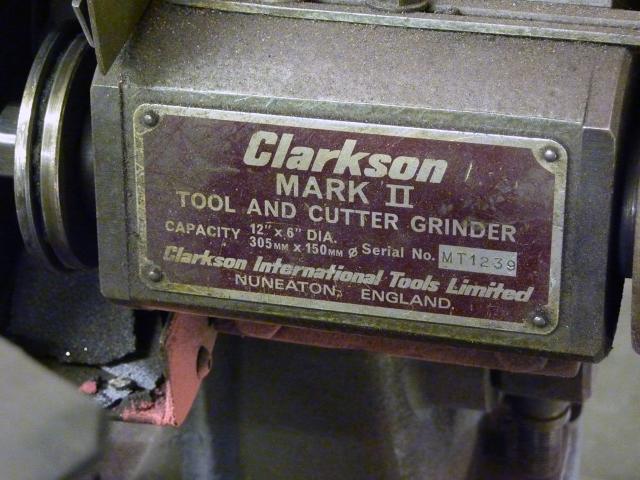 Clarkson
MARK II
TOOL AND CUTTER GRINDER
CAPACITY 12" x 6" DIA.
305MM x 150MM ø Serial No. MT1239
Clarkson International Tools Limited
NUNEATON, ENGLAND.